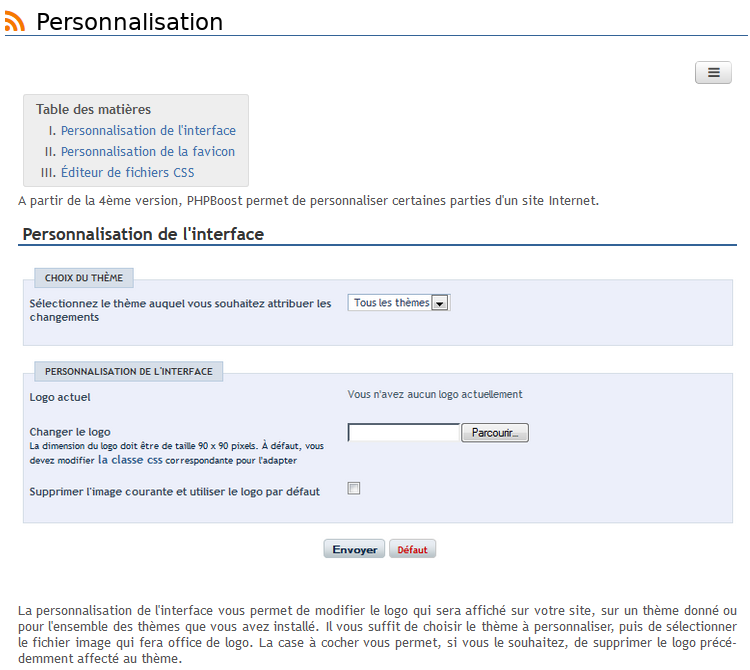 Personnalisation
Table des matières
I. Personnalisation de l'interface
II. Personnalisation de la favicon
III. Éditeur de fichiers CSS
A partir de la 4ème version, PHPBoost permet de personnaliser certaines parties d'un site Internet.
Personnalisation de l'interface
CHOIX DU THÈME
Sélectionnez le thème auquel vous souhaitez attribuer les
changements
Tous les thèmes
PERSONNALISATION DE L'INTERFACE
Logo actuel
Vous n'avez aucun logo actuellement
Changer le logo
La dimension du logo doit être de taille 90 x 90 pixels. À défaut, vous
devez modifier la classe css correspondante pour l'adapter
Parcourir...
Supprimer l'image courante et utiliser le logo par défaut
Envoyer
Défaut
La personnalisation de l'interface vous permet de modifier le logo qui sera affiché sur votre site, sur un thème donné ou
pour l'ensemble des thèmes que vous avez installé. Il vous suffit de choisir le thème à personnaliser, puis de sélectionner
le fichier image qui fera office de logo. La case à cocher vous permet, si vous le souhaitez, de supprimer le logo précé-
demment affecté au thème.